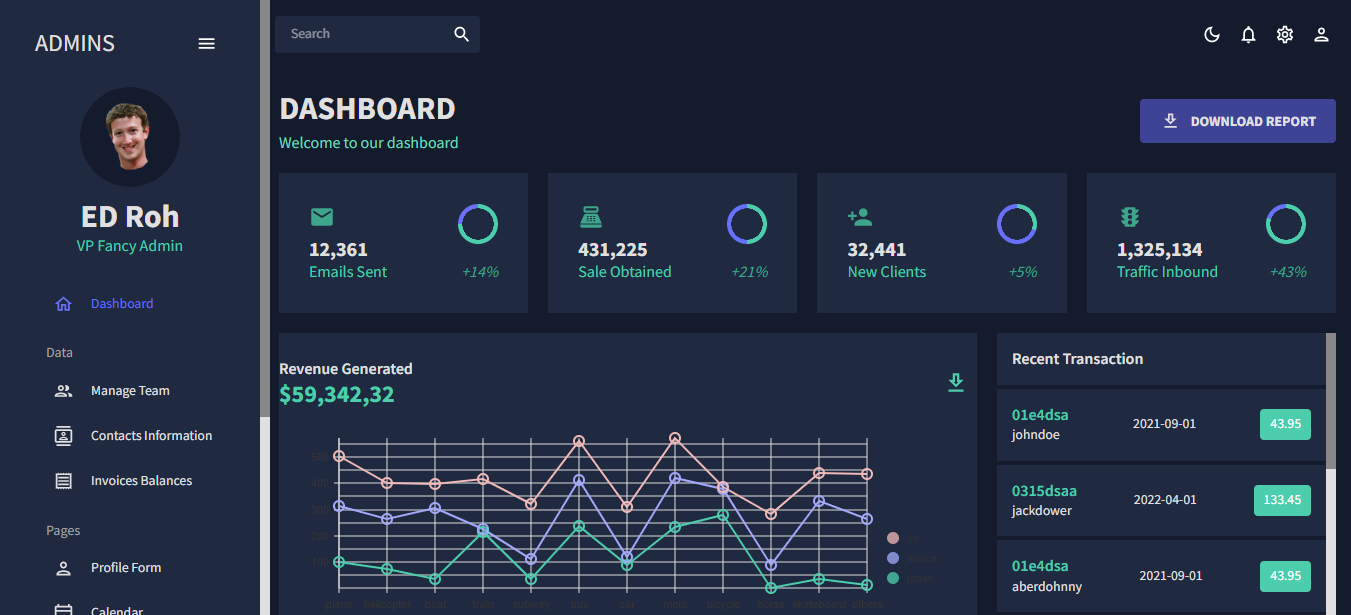 ADMINS
Search
ED Roh
VP Fancy Admin
Dashboard
Data
Manage Team
Contacts Information
Invoices Balances
Pages
Profile Form
Calendar
DASHBOARD
Welcome to our dashboard
DOWNLOAD REPORT
12,361
Emails Sent +14%
431,225
Sale Obtained +21%
32,441
New Clients +5%
1,325,134
Traffic Inbound +43%
Revenue Generated
$59,342,32
500
400
300
200
100
plane helicopter boat train subway bus car moto bicycle horse skateboard others
us
france
japan
Recent Transaction
01e4dsa
johndoe
2021-09-01
43.95
0315dsaa
jackdower
2022-04-01
133.45
01e4dsa
aberdohnny
2021-09-01
43.95